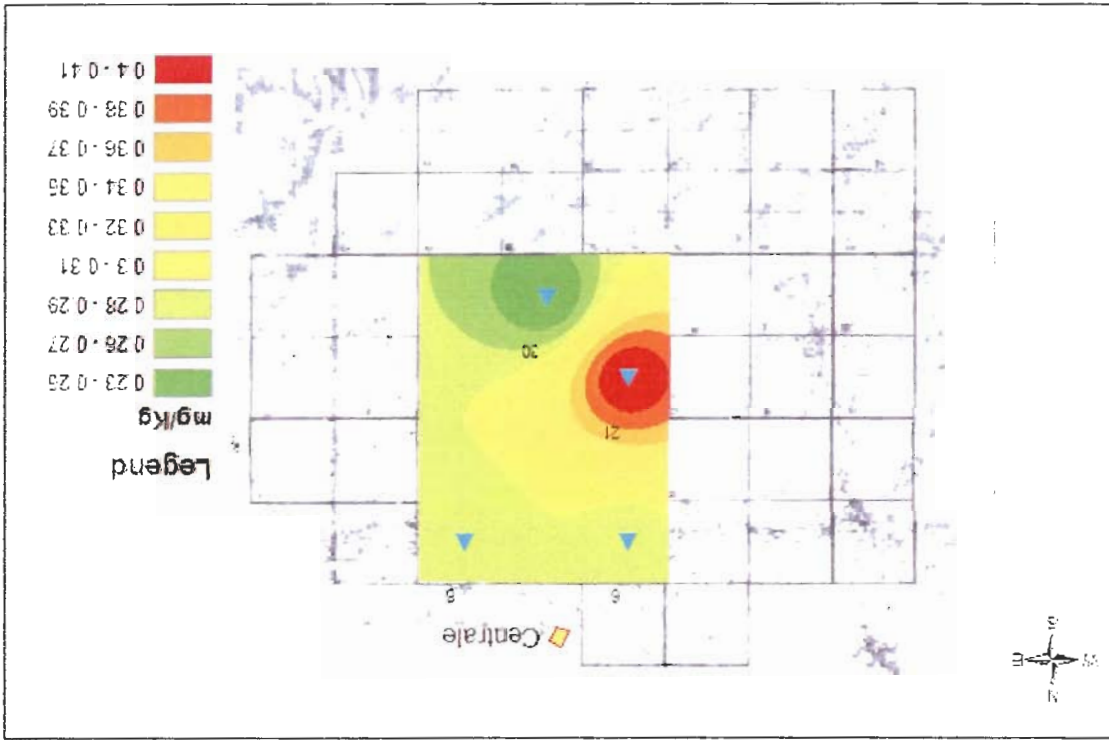 N
W E
S
Centrale
6 8
21
30
Legend
mg/Kg
0.23 - 0.25
0.26 - 0.27
0.28 - 0.29
0.3 - 0.31
0.32 - 0.33
0.34 - 0.35
0.36 - 0.37
0.38 - 0.39
0.4 - 0.41